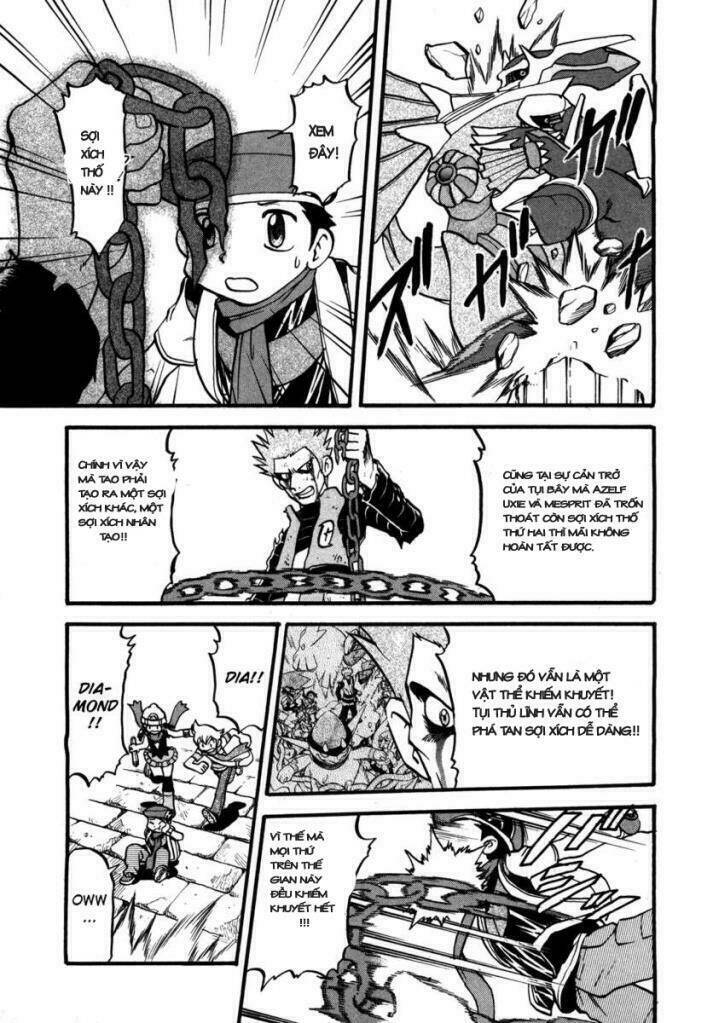 ガガガガ
XEM
ĐÂY!
SỢI
XÍCH
THỐ
NÀY !!
CŨNG TẠI SỰ CẢN TRỞ
CỦA TỤI BÂY MÀ AZELF
UXIE VÀ MESPRIT ĐÃ TRỐN
THOÁT CÒN SỢI XÍCH THỐ
THỨ HAI THÌ MÃI KHÔNG
HOÀN TẤT ĐƯỢC.
CHÍNH VÌ VẬY
MÀ TAO PHẢI
TẠO RA MỘT SỢI
XÍCH KHÁC, MỘT
SỢI XÍCH NHÂN
TẠO!!
NHƯNG ĐÓ VẪN LÀ MỘT
VẬT THỂ KHIẾM KHUYẾT!
TỤI THỦ LĨNH VẪN CÓ THỂ
PHÁ TAN SỢI XÍCH DỄ DÀNG!!
DIA!!
DIA-
MOND
!!
OWW
...
VÌ THẾ MÀ
MỌI THỨ
TRÊN THẾ
GIAN NÀY
ĐỀU KHIẾM
KHUYẾT HẾT
!!!